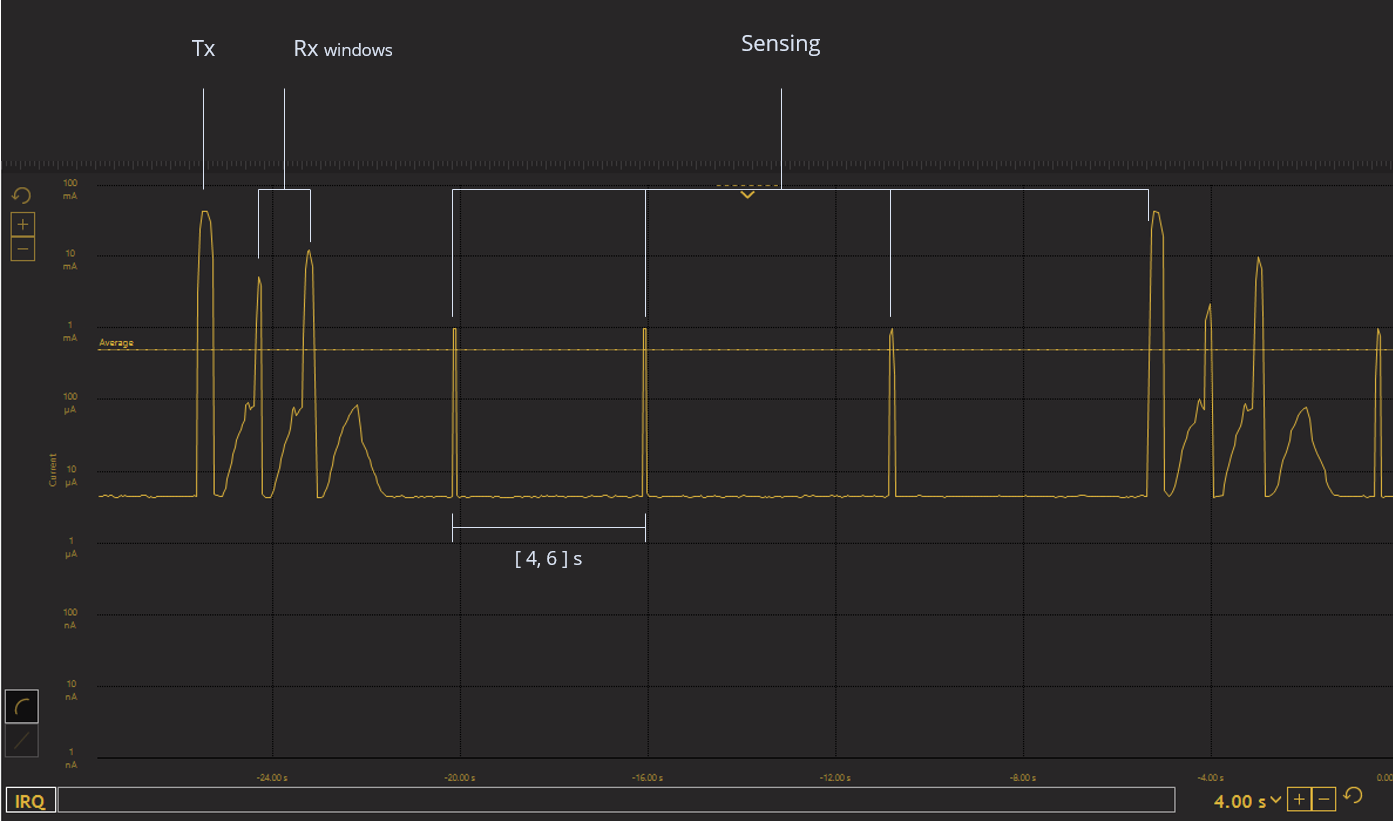 Tx
Rx windows
Sensing
100
mA
10
mA
1
mA
Average
100
µA
10
µA
Current
1
µA
[ 4, 6 ] s
100
nA
10
nA
1
nA
-24.00 s
-20.00 s
-16.00 s
-12.00 s
-8.00 s
-4.00 s
0.00
IRQ
4.00 s